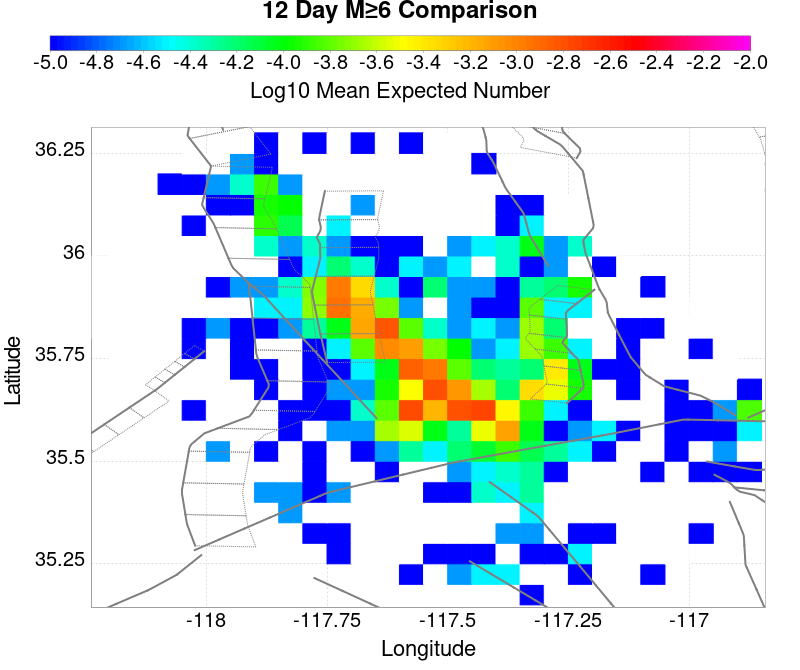 12 Day M≥6 Comparison
-5.0 -4.8 -4.6 -4.4 -4.2 -4.0 -3.8 -3.6 -3.4 -3.2 -3.0 -2.8 -2.6 -2.4 -2.2 -2.0
Log10 Mean Expected Number
36.25
36
35.75
35.5
35.25
Latitude
-118 -117.75 -117.5 -117.25 -117
Longitude